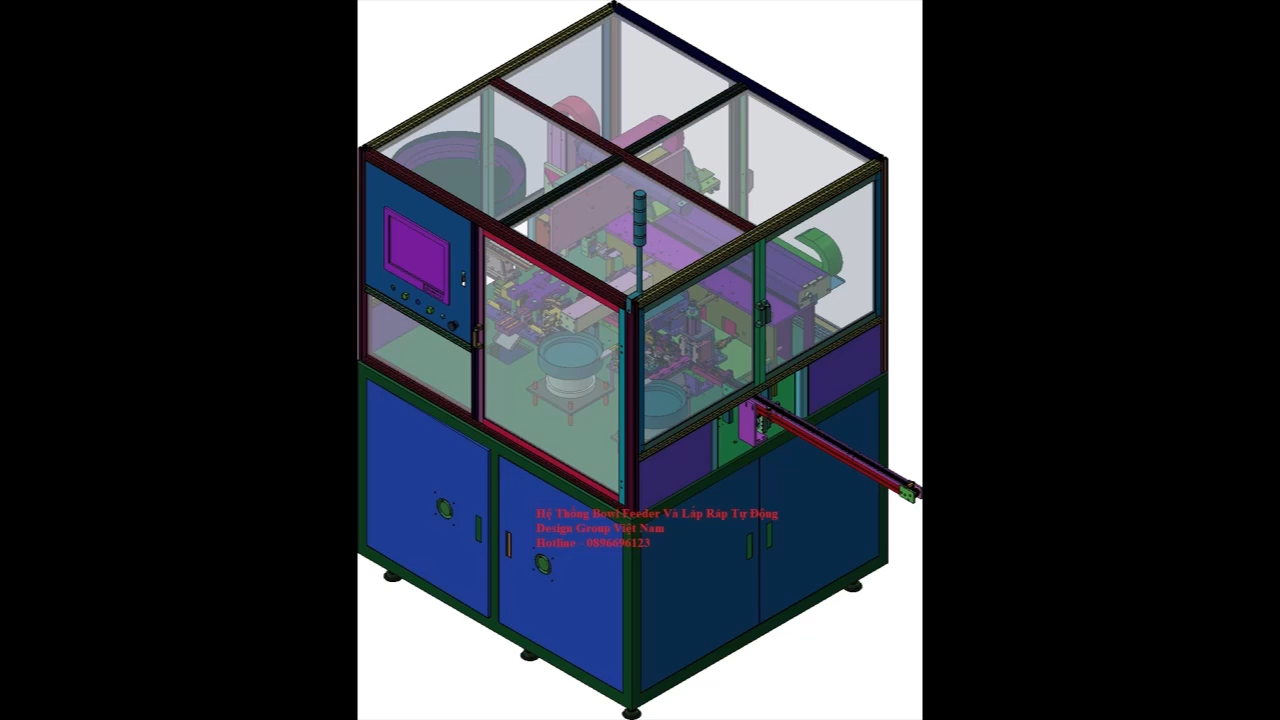 Hệ Thống Bowl Feeder Và Lắp Ráp Tự Động
Design Group Việt Nam
Hotline 0896696123